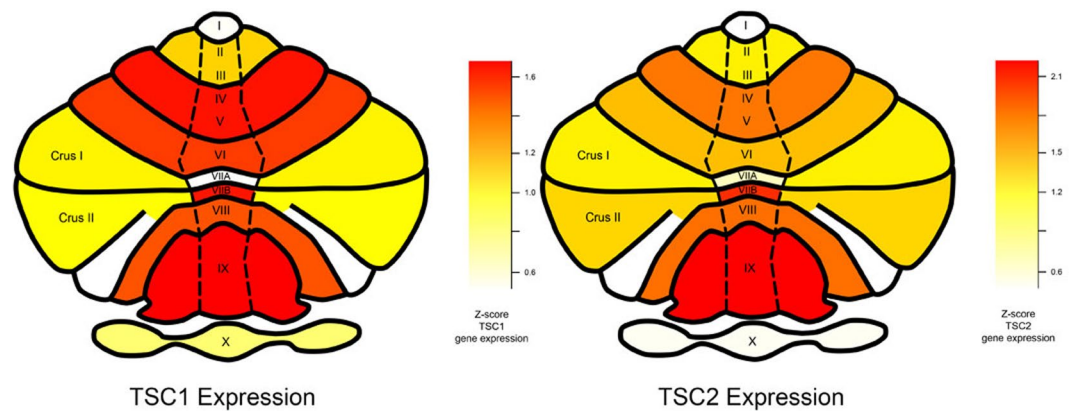 I
II
III
IV
V
VI
Crus I
VIIA
VIIB
Crus II
VIII
IX
X
1.6
1.2
1.0
0.6
Z-score
TSC1
gene expression
TSC1 Expression
I
II
III
IV
V
VI
Crus I
VIIA
VIIB
Crus II
VIII
IX
X
2.1
1.5
1.2
0.6
Z-score
TSC2
gene expression
TSC2 Expression